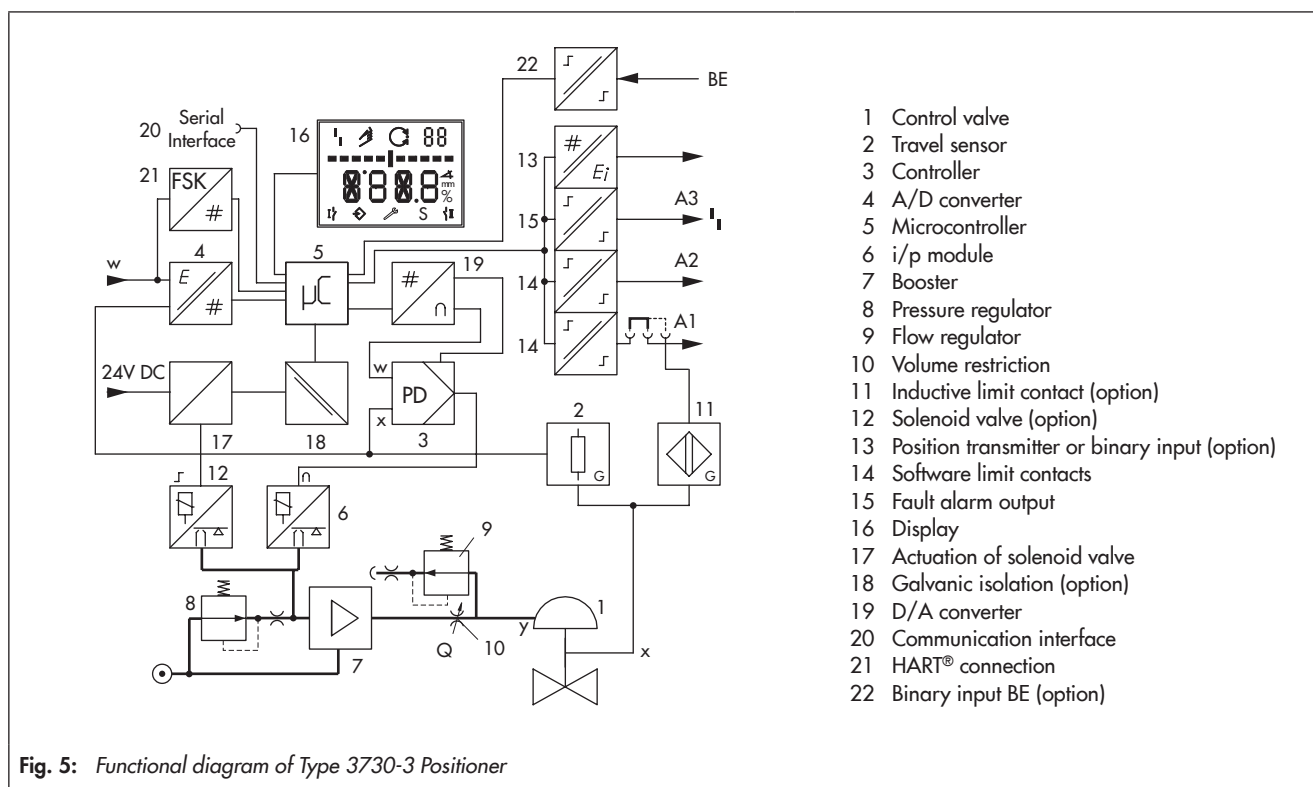 22
BE
Serial
20 Interface
16
88
13
#
Ei
21
FSK
#
mm
%
S
A3
15
w
4
E
#
5
µC
19
#
∩
14
A2
14
A1
24V DC
w
PD
x
3
2
G
11
G
17
18
12
∩
6
8
9
1
y
7
Q
10
x
1 Control valve
2 Travel sensor
3 Controller
4 A/D converter
5 Microcontroller
6 i/p module
7 Booster
8 Pressure regulator
9 Flow regulator
10 Volume restriction
11 Inductive limit contact (option)
12 Solenoid valve (option)
13 Position transmitter or binary input (option)
14 Software limit contacts
15 Fault alarm output
16 Display
17 Actuation of solenoid valve
18 Galvanic isolation (option)
19 D/A converter
20 Communication interface
21 HART® connection
22 Binary input BE (option)
Fig. 5: Functional diagram of Type 3730-3 Positioner